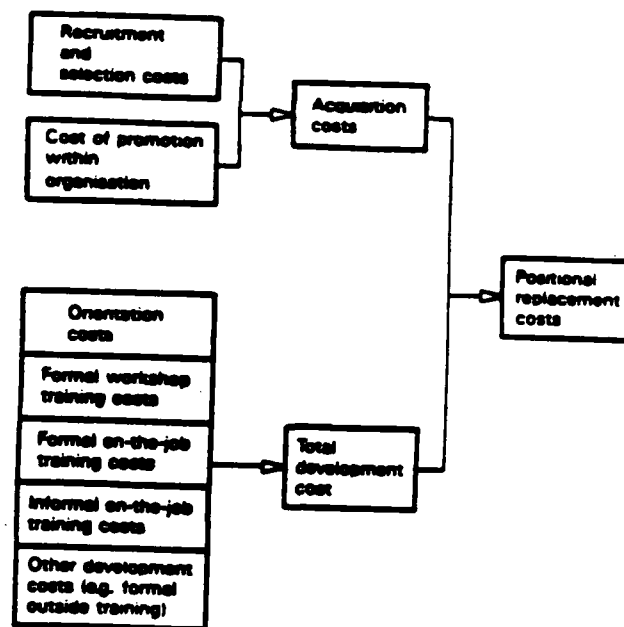 Recruitment
and
selection costs
Cost of promotion
within
organisation
Acquisition
costs
Positional
replacement
costs
Orientation
costs
Formal workshop
training costs
Formal on-the-job
training costs
Informal on-the-job
training costs
Other development
costs (e.g. formal
outside training)
Total
development
cost